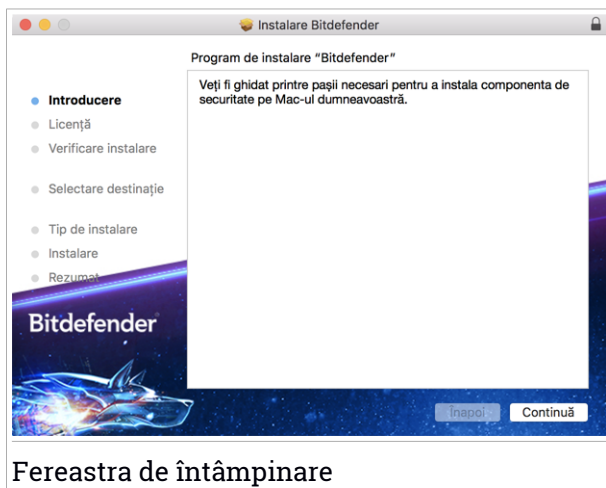 Instalare Bitdefender
Program de instalare “Bitdefender”
Introducere
Licență
Verificare instalare
Selectare destinație
Tip de instalare
Instalare
Rezumat
Veți fi ghidat printre pașii necesari pentru a instala componenta de
securitate pe Mac-ul dumneavoastră.
Bitdefender
Înapoi
Continuă
Fereastra de întâmpinare